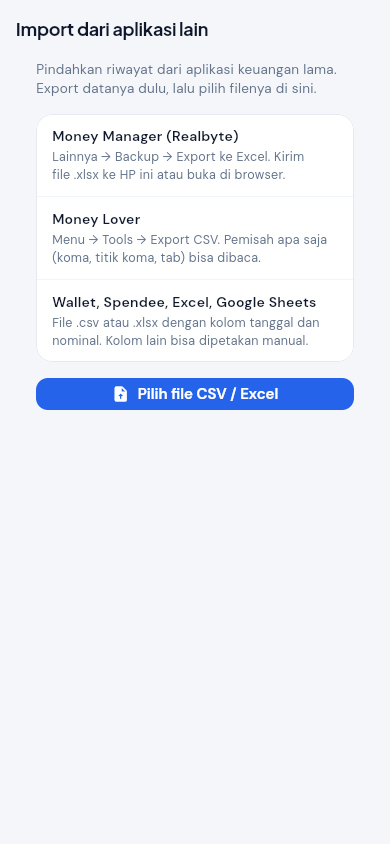 Import dari aplikasi lain
Pindahkan riwayat dari aplikasi keuangan lama.
Export datanya dulu, lalu pilih filenya di sini.
Money Manager (Realbyte)
Lainnya → Backup → Export ke Excel. Kirim
file .xlsx ke HP ini atau buka di browser.
Money Lover
Menu → Tools → Export CSV. Pemisah apa saja
(koma, titik koma, tab) bisa dibaca.
Wallet, Spendee, Excel, Google Sheets
File .csv atau .xlsx dengan kolom tanggal dan
nominal. Kolom lain bisa dipetakan manual.
Pilih file CSV / Excel